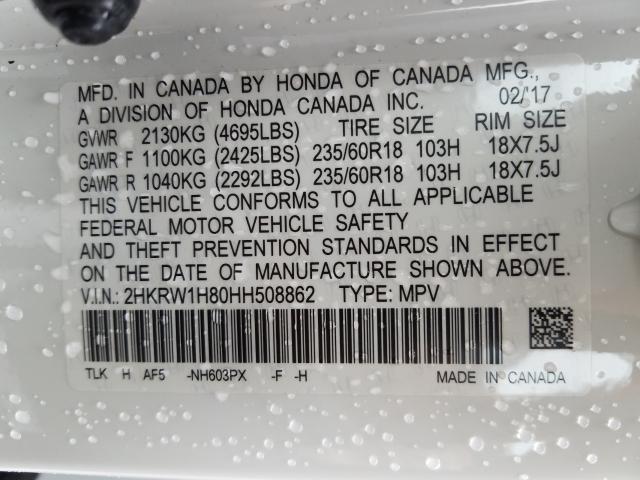 MFD. IN CANADA BY HONDA OF CANADA MFG.,
A DIVISION OF HONDA CANADA INC. 02/'17
GVWR 2130KG (4695LBS) TIRE SIZE RIM SIZE
GAWR F 1100KG (2425LBS) 235/60R18 103H 18X7.5J
GAWR R 1040KG (2292LBS) 235/60R18 103H 18X7.5J
THIS VEHICLE CONFORMS TO ALL APPLICABLE
FEDERAL MOTOR VEHICLE SAFETY
AND THEFT PREVENTION STANDARDS IN EFFECT
ON THE DATE OF MANUFACTURE SHOWN ABOVE.
V.I.N.: 2HKRW1H80HH508862 TYPE: MPV
TLK H AF5 -NH603PX -F -H MADE IN CANADA